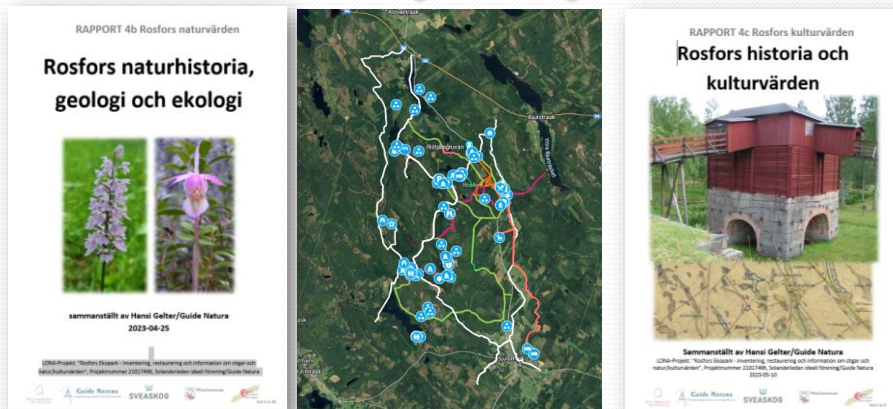 RAPPORT 4b Rosfors naturvärden
Rosfors naturhistoria,
geologi och ekologi
sammanställt av Hansi Gelter/Guide Natura
2023-04-25
LONA-Projekt: "Rosfors Ekopark - Inventering, restaurering och information om stigar och
natur/kulturvärden", Projektnummer 21017496, Solanderleden ideell förening/Guide Natura
Guide Natura
SVEASKOG
Klöverträsk
Bjurträsk
RAPPORT 4c Rosfors kulturvärden
Rosfors historia och
kulturvärden
Sammanställt av Hansi Gelter/Guide Natura
LONA-Projekt: "Rosfors Ekopark - Inventering, restaurering och information om stigar och
natur/kulturvärden", Projektnummer 21017496, Solanderleden ideell förening/Guide Natura
2023-05-10
Guide Natura
SVEASKOG